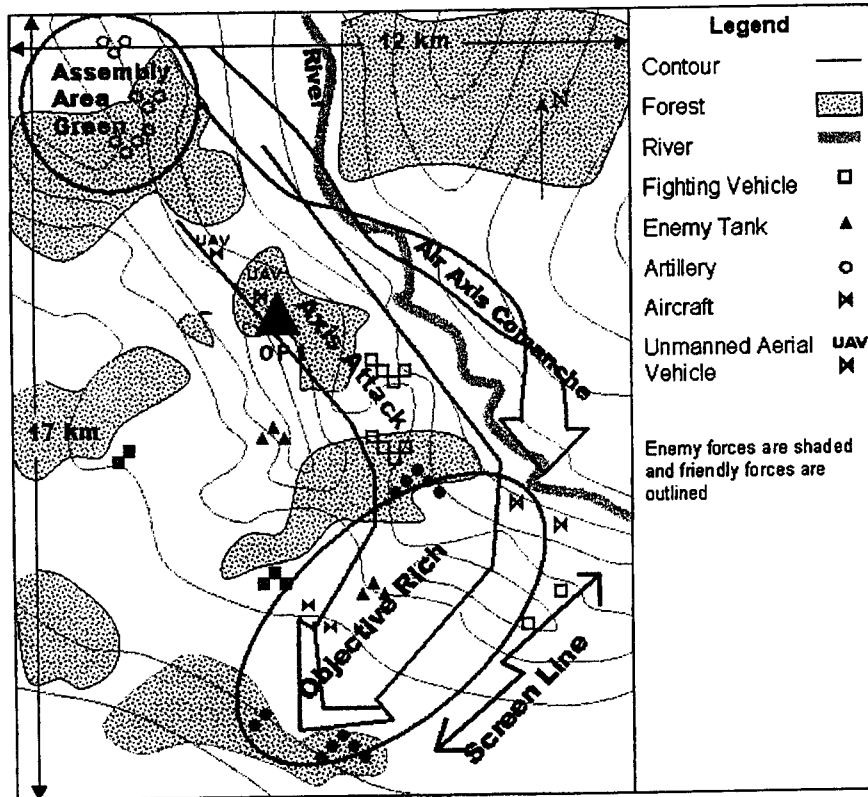 12 km
Assembly
Area
Green
River
N
UAV
UAV
Air Axis Comanche
Axis Attack
OP1
17 km
Objective Rich
Screen Line
Legend
Contour
Forest
River
Fighting Vehicle
Enemy Tank
Artillery
Aircraft
Unmanned Aerial UAV
Vehicle
Enemy forces are shaded
and friendly forces are
outlined